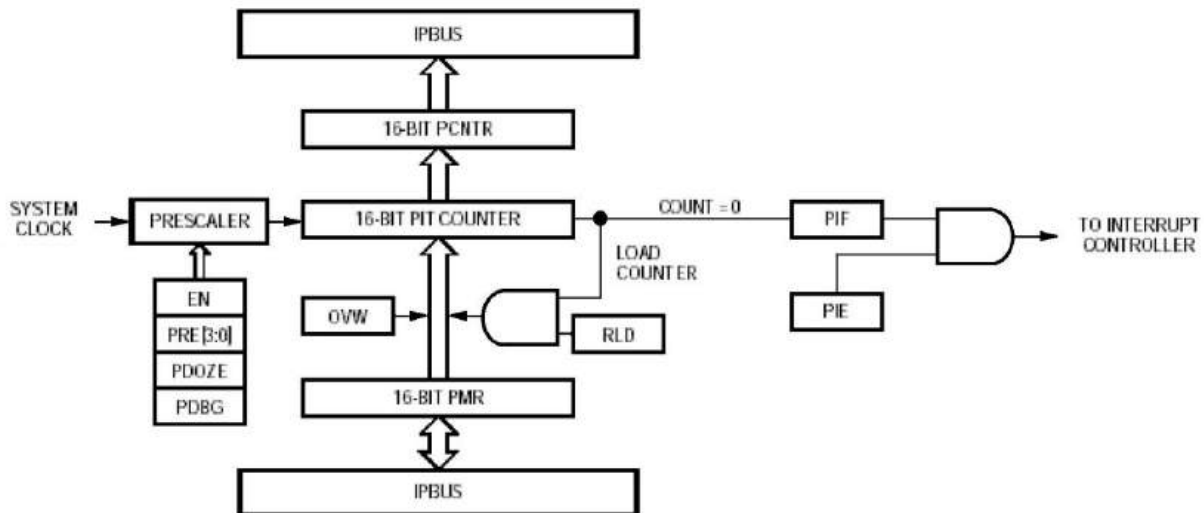 IPBUS
16-BIT PCNTR
SYSTEM
CLOCK
PRESCALER
16-BIT PIT COUNTER
COUNT = 0
PIF
TO INTERRUPT
CONTROLLER
LOAD
COUNTER
EN
PRE[3:0]
PDOZE
PDBG
OVW
RLD
PIE
16-BIT PMR
IPBUS